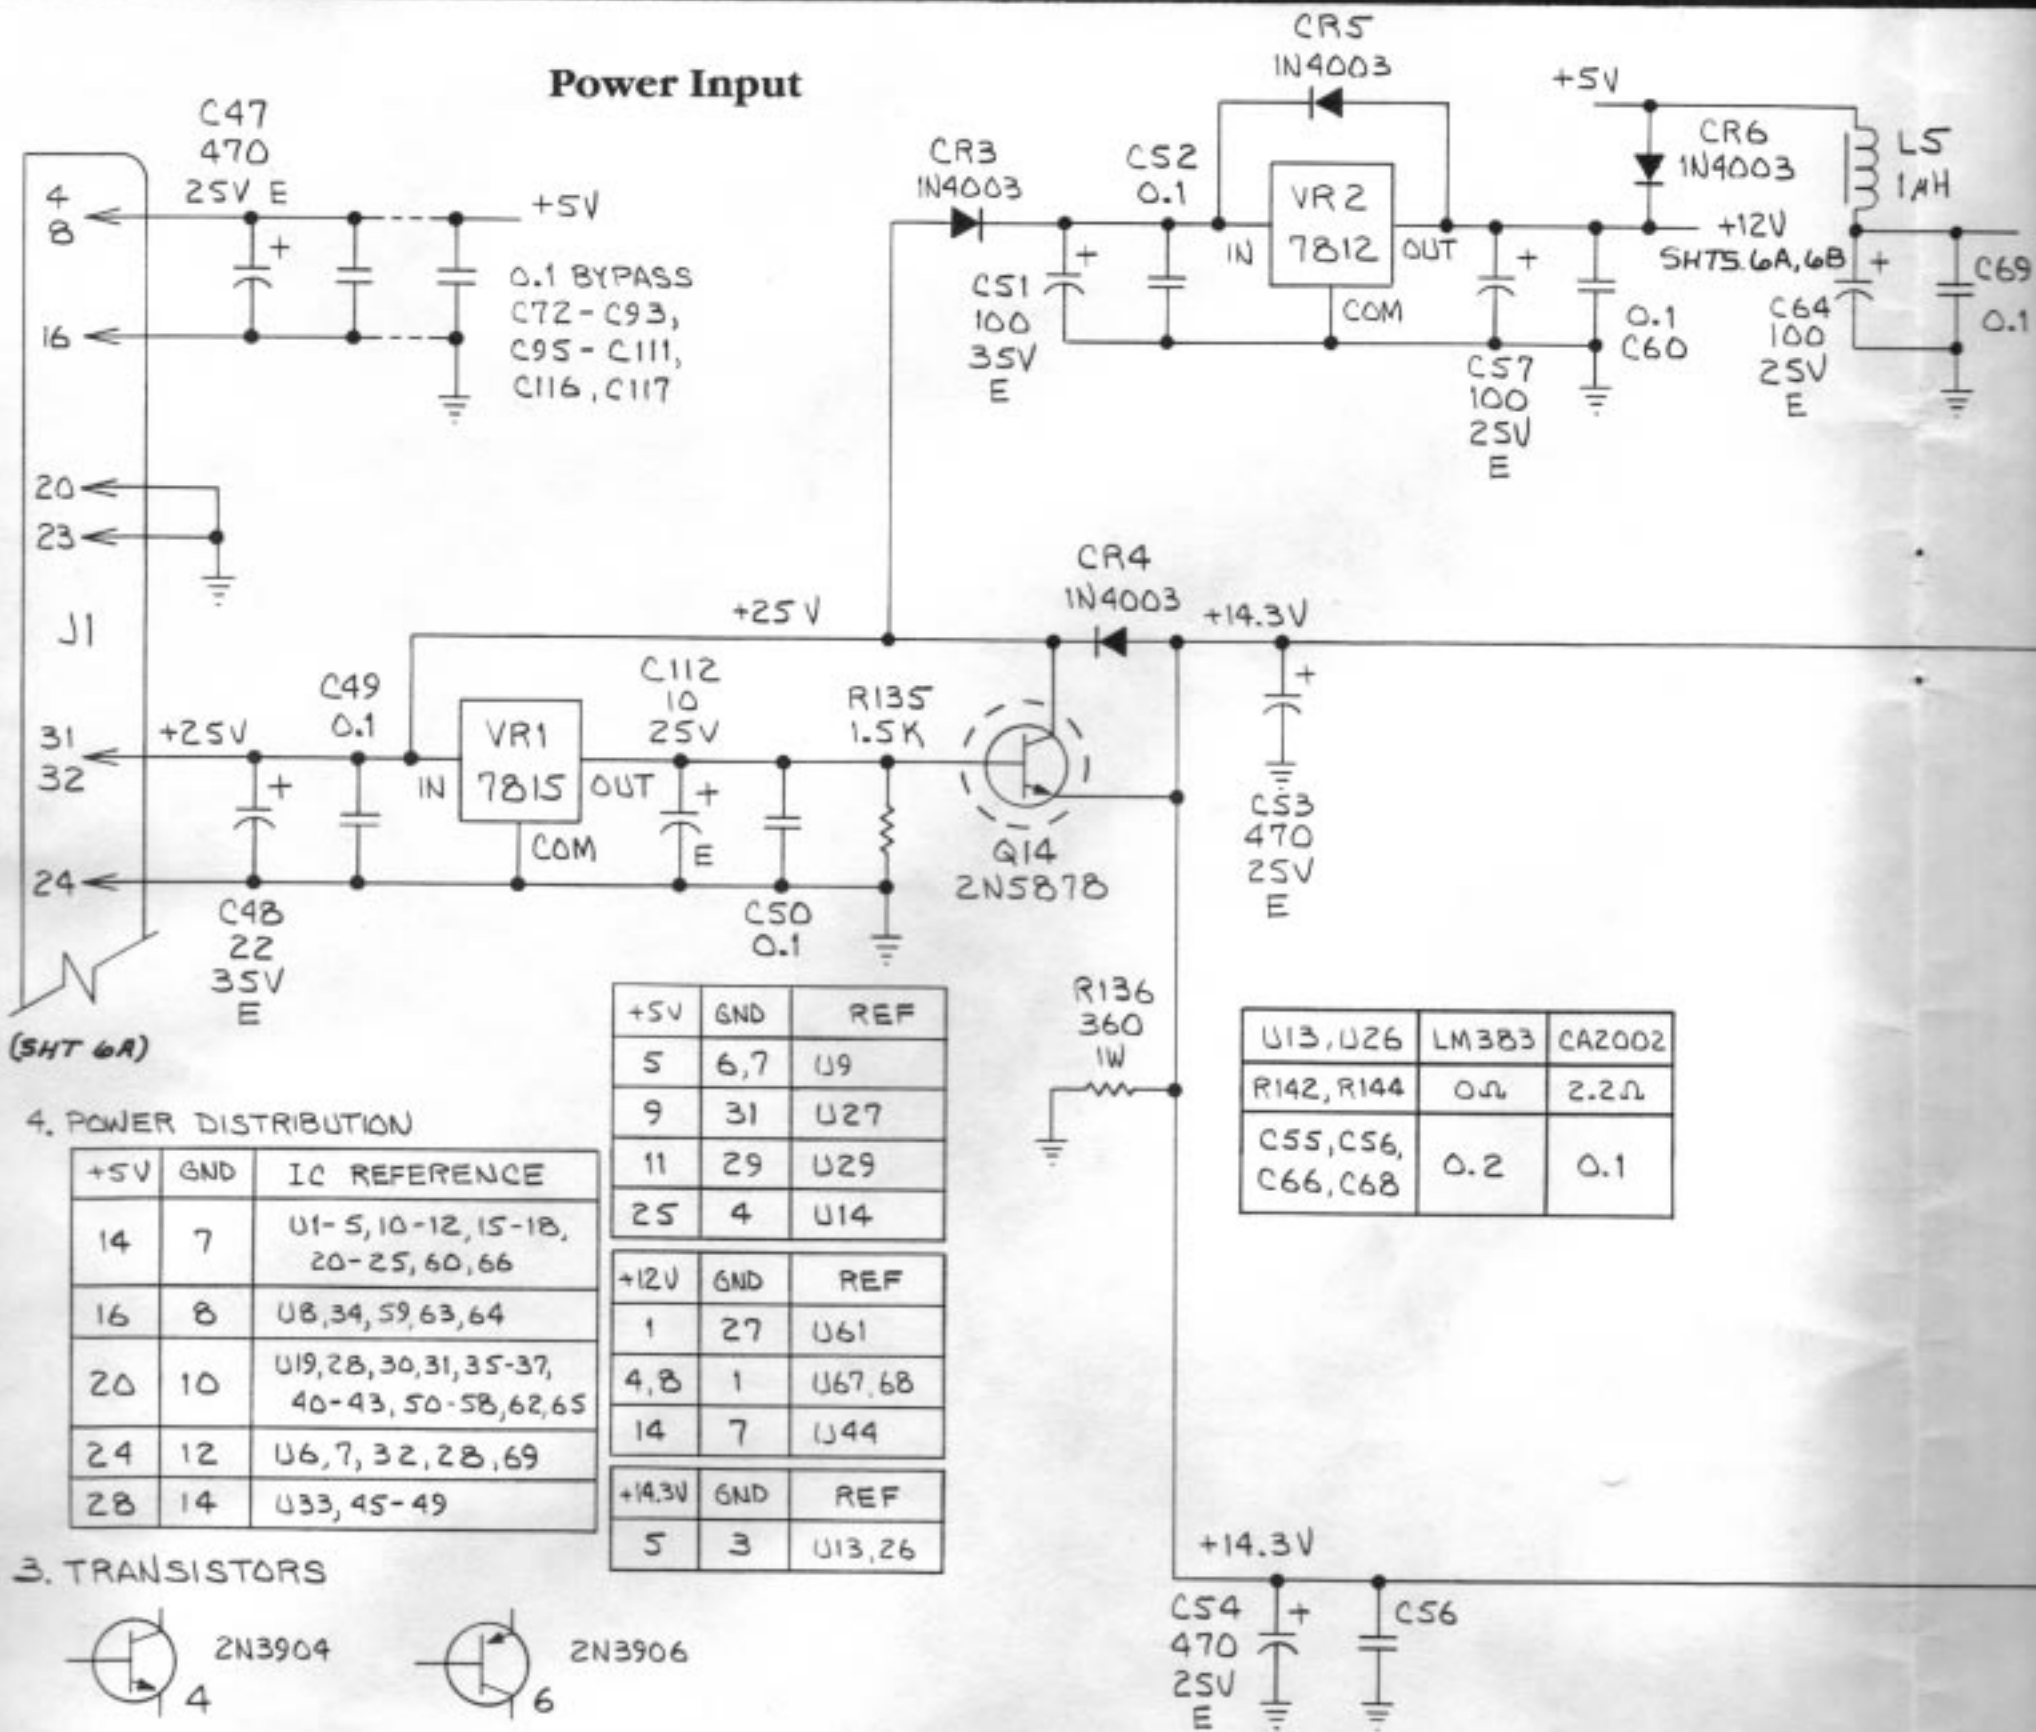 Power Input
C47
470
25V E
4
8
+5V
16
0.1 BYPASS
C72-C93,
C95-C111,
C116, C117
20
23
J1
31
32
24
(SHT 6A)
CR5
1N4003
CR3
1N4003
C52
0.1
VR2
7812
IN
OUT
COM
C51
100
35V
E
+
+
C57
100
25V
E
0.1
C60
+5V
CR6
1N4003
L5
1µH
+12V
SHTS. 6A, 6B
+
C64
100
25V
E
C69
0.1
+25V
CR4
1N4003
+14.3V
+25V
C49
0.1
+
C48
22
35V
E
VR1
7815
IN
OUT
COM
C112
10
25V
+
E
C50
0.1
R135
1.5K
Q14
2N5878
+
C53
470
25V
E
R136
360
1W
U13, U26 LM383 CA2002
R142, R144 0Ω 2.2Ω
C55, C56,
C66, C68 0.2 0.1
4. POWER DISTRIBUTION
+5V GND IC REFERENCE
14 7 U1-5, 10-12, 15-18,
20-25, 60, 66
16 8 U8, 34, 59, 63, 64
20 10 U19, 28, 30, 31, 35-37,
40-43, 50-58, 62, 65
24 12 U6, 7, 32, 28, 69
28 14 U33, 45-49
+5V GND REF
5 6,7 U9
9 31 U27
11 29 U29
25 4 U14
+12V GND REF
1 27 U61
4,8 1 U67, 68
14 7 U44
+14.3V GND REF
5 3 U13, 26
3. TRANSISTORS
2N3904
4
2N3906
6
+14.3V
C54
470
25V
E
+
C56